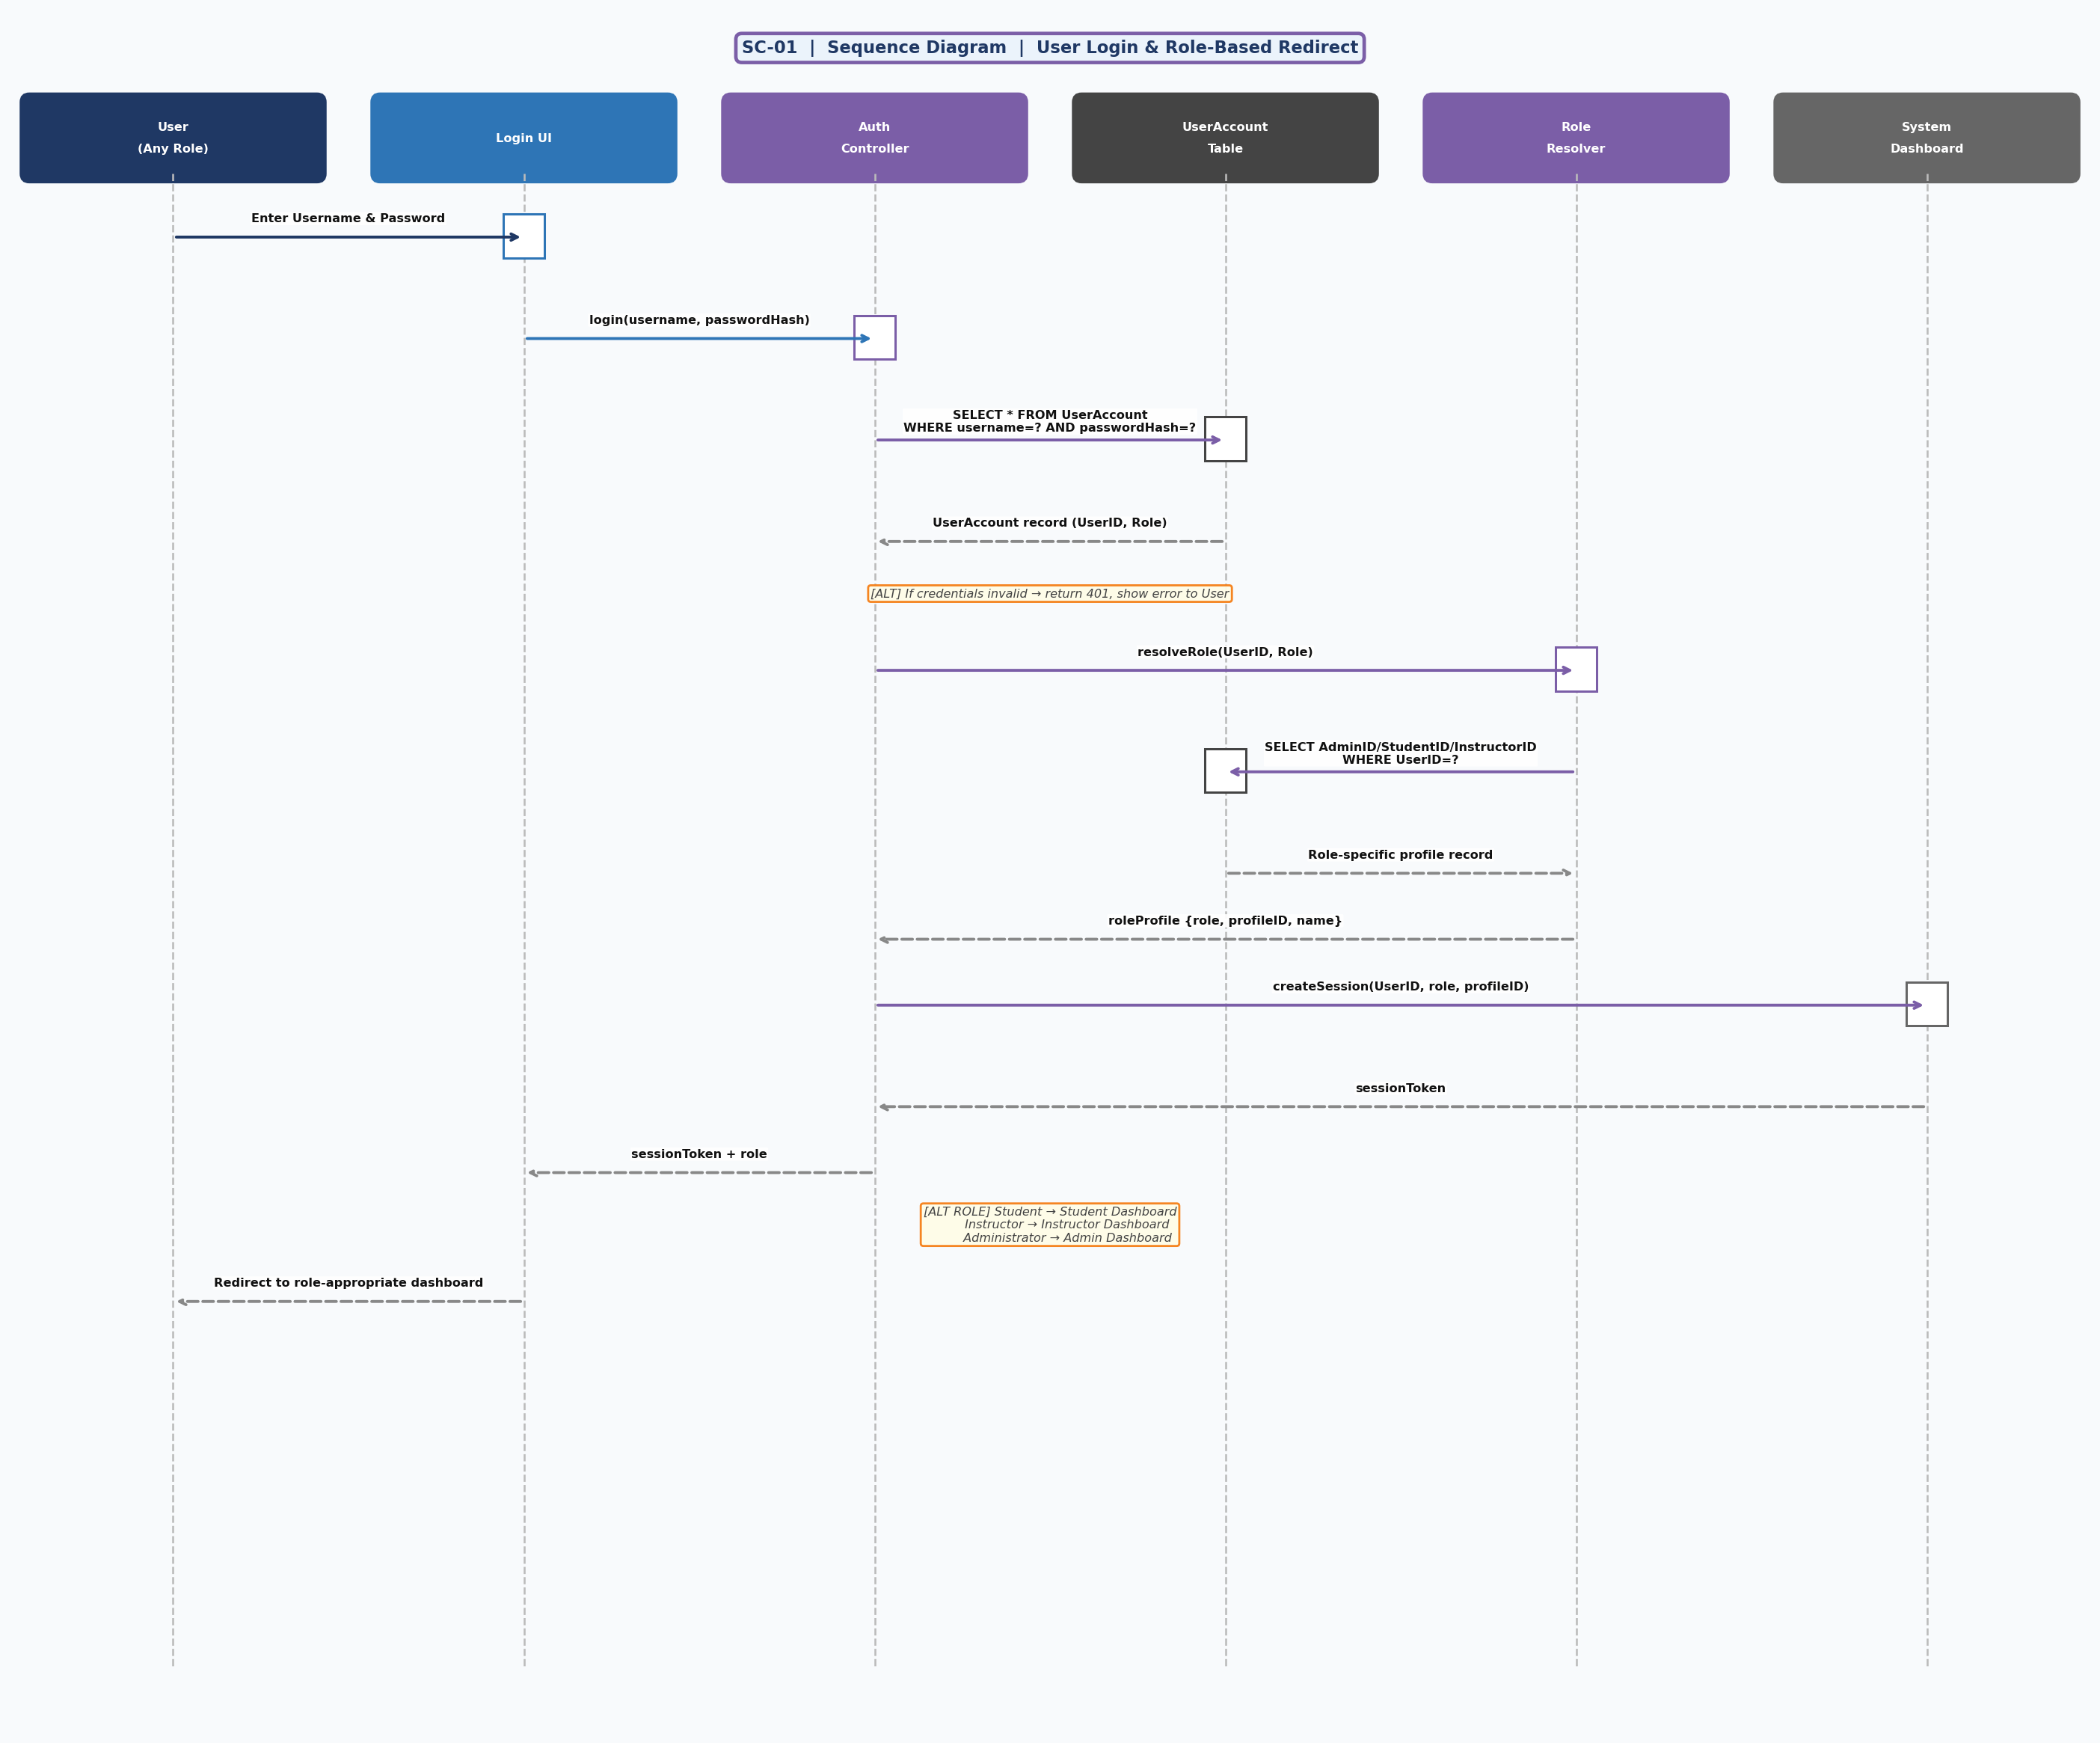 SC-01 | Sequence Diagram | User Login & Role-Based Redirect
User
(Any Role)
Login UI
Auth
Controller
UserAccount
Table
Role
Resolver
System
Dashboard
Enter Username & Password
login(username, passwordHash)
SELECT * FROM UserAccount
WHERE username=? AND passwordHash=?
UserAccount record (UserID, Role)
[ALT] If credentials invalid → return 401, show error to User
resolveRole(UserID, Role)
SELECT AdminID/StudentID/InstructorID
WHERE UserID=?
Role-specific profile record
roleProfile {role, profileID, name}
createSession(UserID, role, profileID)
sessionToken
sessionToken + role
[ALT ROLE] Student → Student Dashboard
Instructor → Instructor Dashboard
Administrator → Admin Dashboard
Redirect to role-appropriate dashboard